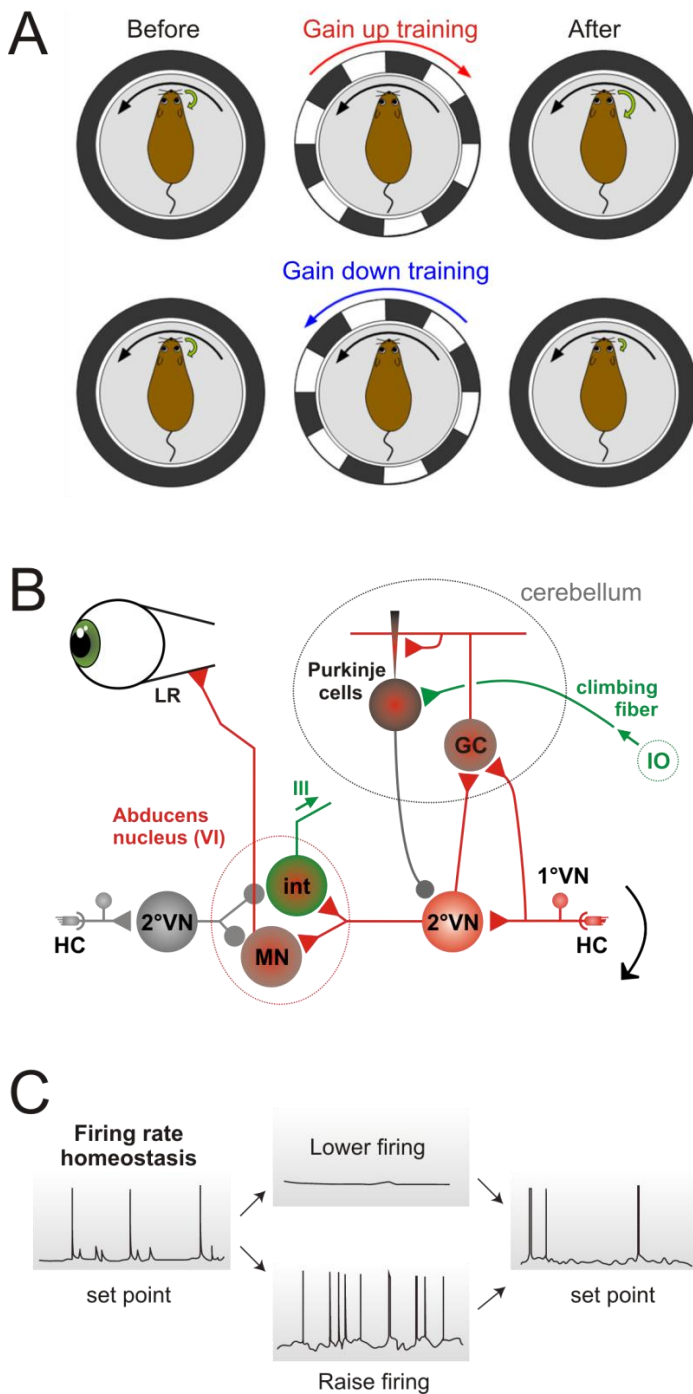 A
Before
Gain up training
After
Gain down training
B
cerebellum
LR
Purkinje
cells
climbing
fiber
GC
IO
III
Abducens
nucleus (VI)
int
1°VN
HC
2°VN
MN
2°VN
HC
C
Firing rate
homeostasis
Lower firing
set point
set point
Raise firing